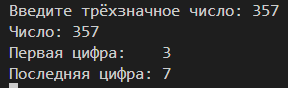 Введите трёхзначное число: 357
Число: 357
Первая цифра:    3
Последняя цифра: 7